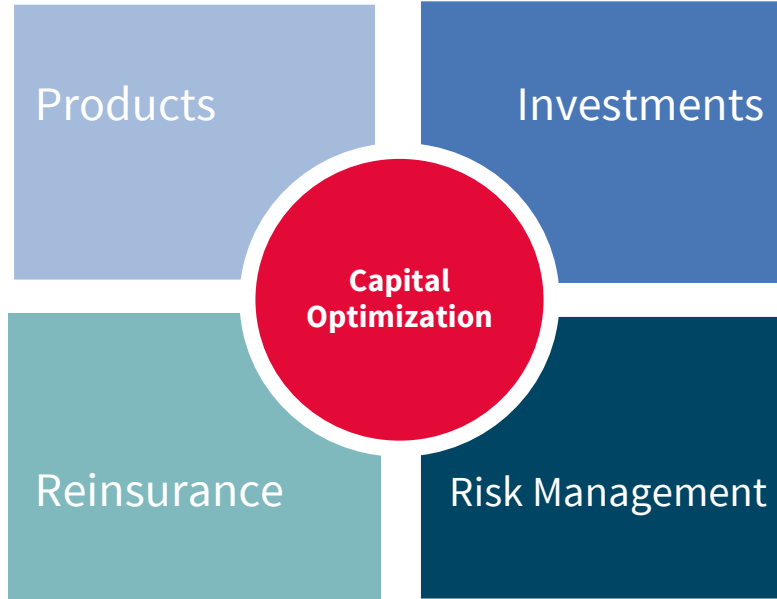 Products
Investments
Capital
Optimization
Reinsurance
Risk Management